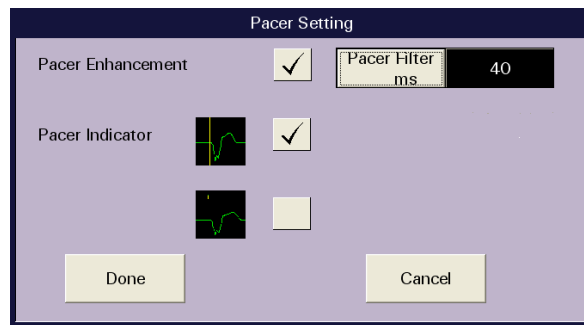 Pacer Setting
Pacer Enhancement
Pacer Filter
ms
40
Pacer Indicator
Done
Cancel